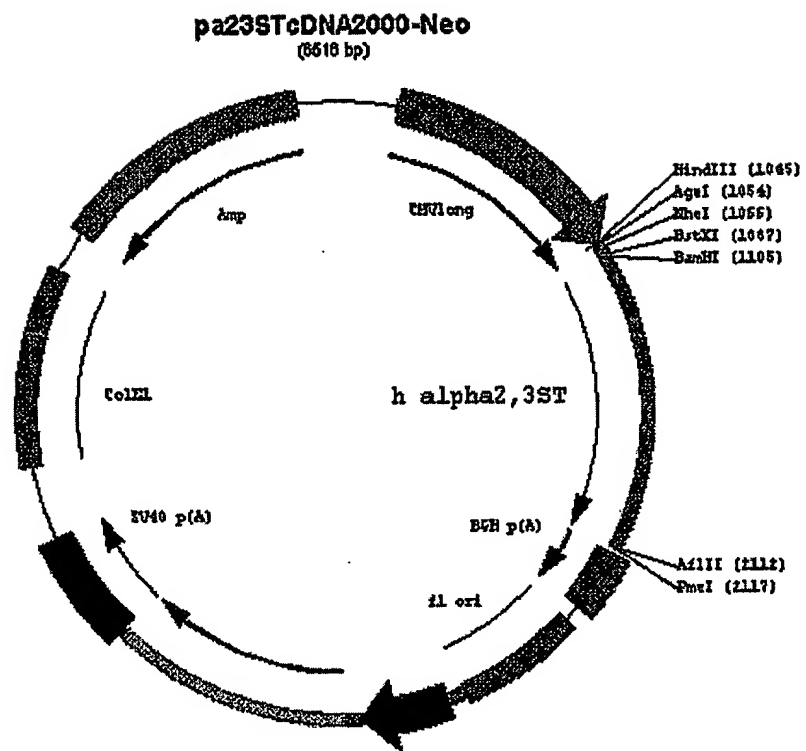 pa23STcDNA2000-Neo
(6516 bp)
HindIII (1045)
AgeI (1054)
NheI (1055)
BstXI (1067)
BamHI (1105)
Amp
CMVlong
ColE1
h alpha2,3ST
SV40 p(A)
BGH p(A)
f1 ori
AflII (2112)
PmeI (2117)